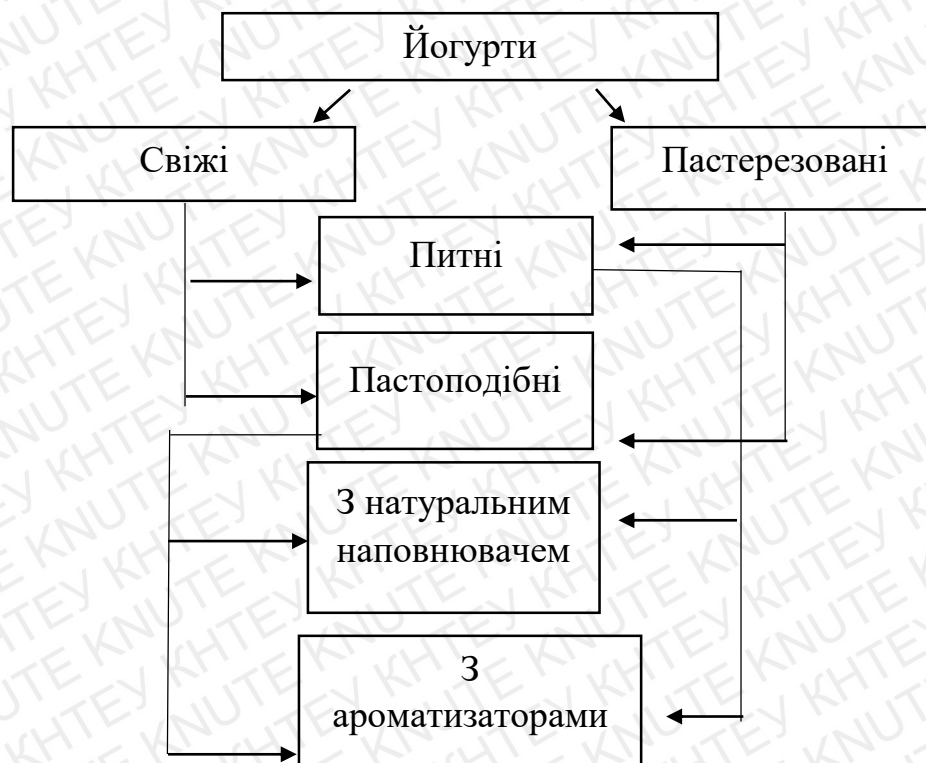 Йогурти
Свіжі
Пастерезовані
Питні
Пастоподібні
З натуральним
наповнювачем
З
ароматизаторами